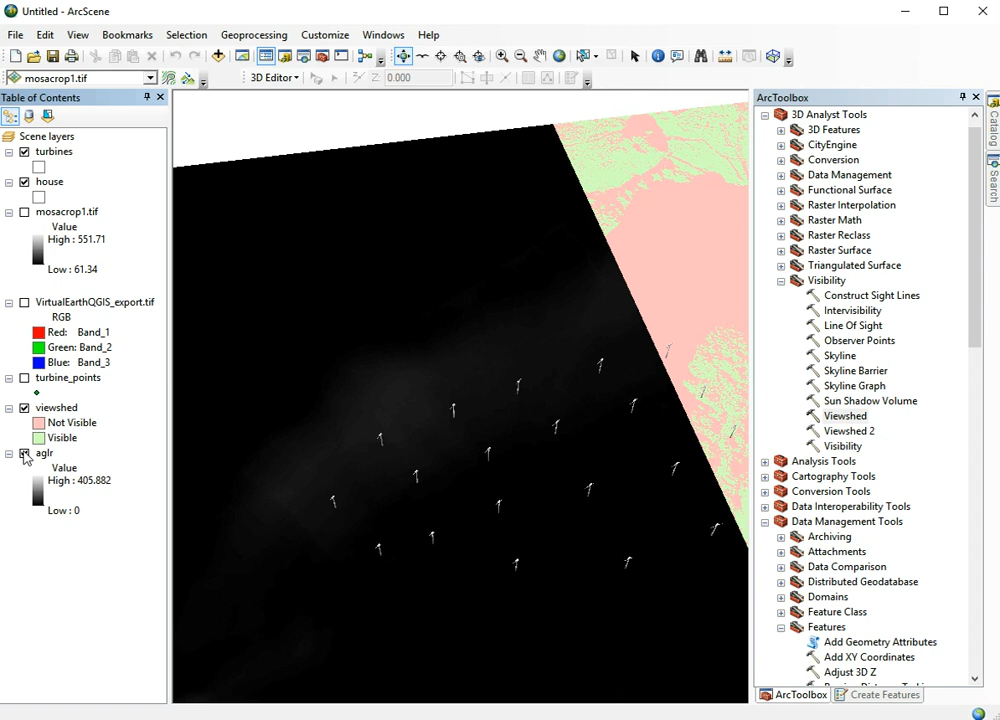 Untitled - ArcScene
File Edit View Bookmarks Selection Geoprocessing Customize Windows Help
mosacrop1.tif 3D Editor 0.000
Table of Contents
Scene layers
turbines
house
mosacrop1.tif
Value
High : 551.71
Low : 61.34
VirtualEarthQGIS_export.tif
RGB
Red: Band_1
Green: Band_2
Blue: Band_3
turbine_points
viewshed
Not Visible
Visible
aglr
Value
High : 405.882
Low : 0
ArcToolbox
3D Analyst Tools
3D Features
CityEngine
Conversion
Data Management
Functional Surface
Raster Interpolation
Raster Math
Raster Reclass
Raster Surface
Triangulated Surface
Visibility
Construct Sight Lines
Intervisibility
Line Of Sight
Observer Points
Skyline
Skyline Barrier
Skyline Graph
Sun Shadow Volume
Viewshed
Viewshed 2
Visibility
Analysis Tools
Cartography Tools
Conversion Tools
Data Interoperability Tools
Data Management Tools
Archiving
Attachments
Data Comparison
Distributed Geodatabase
Domains
Feature Class
Features
Add Geometry Attributes
Add XY Coordinates
Adjust 3D Z
ArcToolbox Create Features
Catalog
Search